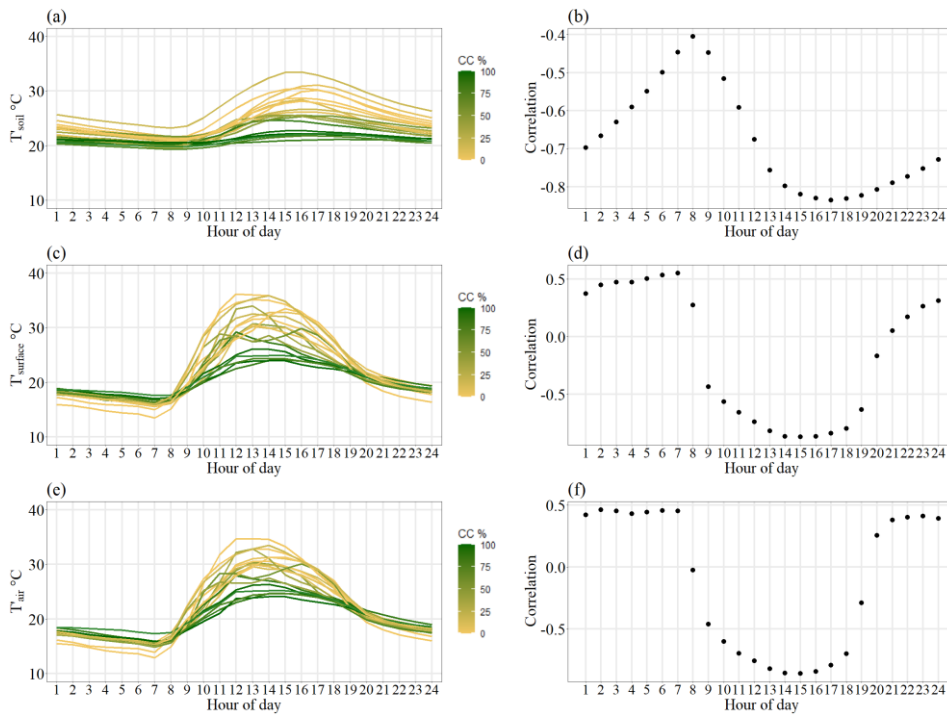 (a)
40
30
20
10
T'soil °C
1 2 3 4 5 6 7 8 9 10 11 12 13 14 15 16 17 18 19 20 21 22 23 24
Hour of day
CC %
100
75
50
25
0
(b)
-0.4
-0.5
-0.6
-0.7
-0.8
Correlation
1 2 3 4 5 6 7 8 9 10 11 12 13 14 15 16 17 18 19 20 21 22 23 24
Hour of day
(c)
40
30
20
10
T'surface °C
1 2 3 4 5 6 7 8 9 10 11 12 13 14 15 16 17 18 19 20 21 22 23 24
Hour of day
CC %
100
75
50
25
0
(d)
0.5
0.0
-0.5
Correlation
1 2 3 4 5 6 7 8 9 10 11 12 13 14 15 16 17 18 19 20 21 22 23 24
Hour of day
(e)
40
30
20
10
T'air °C
1 2 3 4 5 6 7 8 9 10 11 12 13 14 15 16 17 18 19 20 21 22 23 24
Hour of day
CC %
100
75
50
25
0
(f)
0.5
0.0
-0.5
Correlation
1 2 3 4 5 6 7 8 9 10 11 12 13 14 15 16 17 18 19 20 21 22 23 24
Hour of day